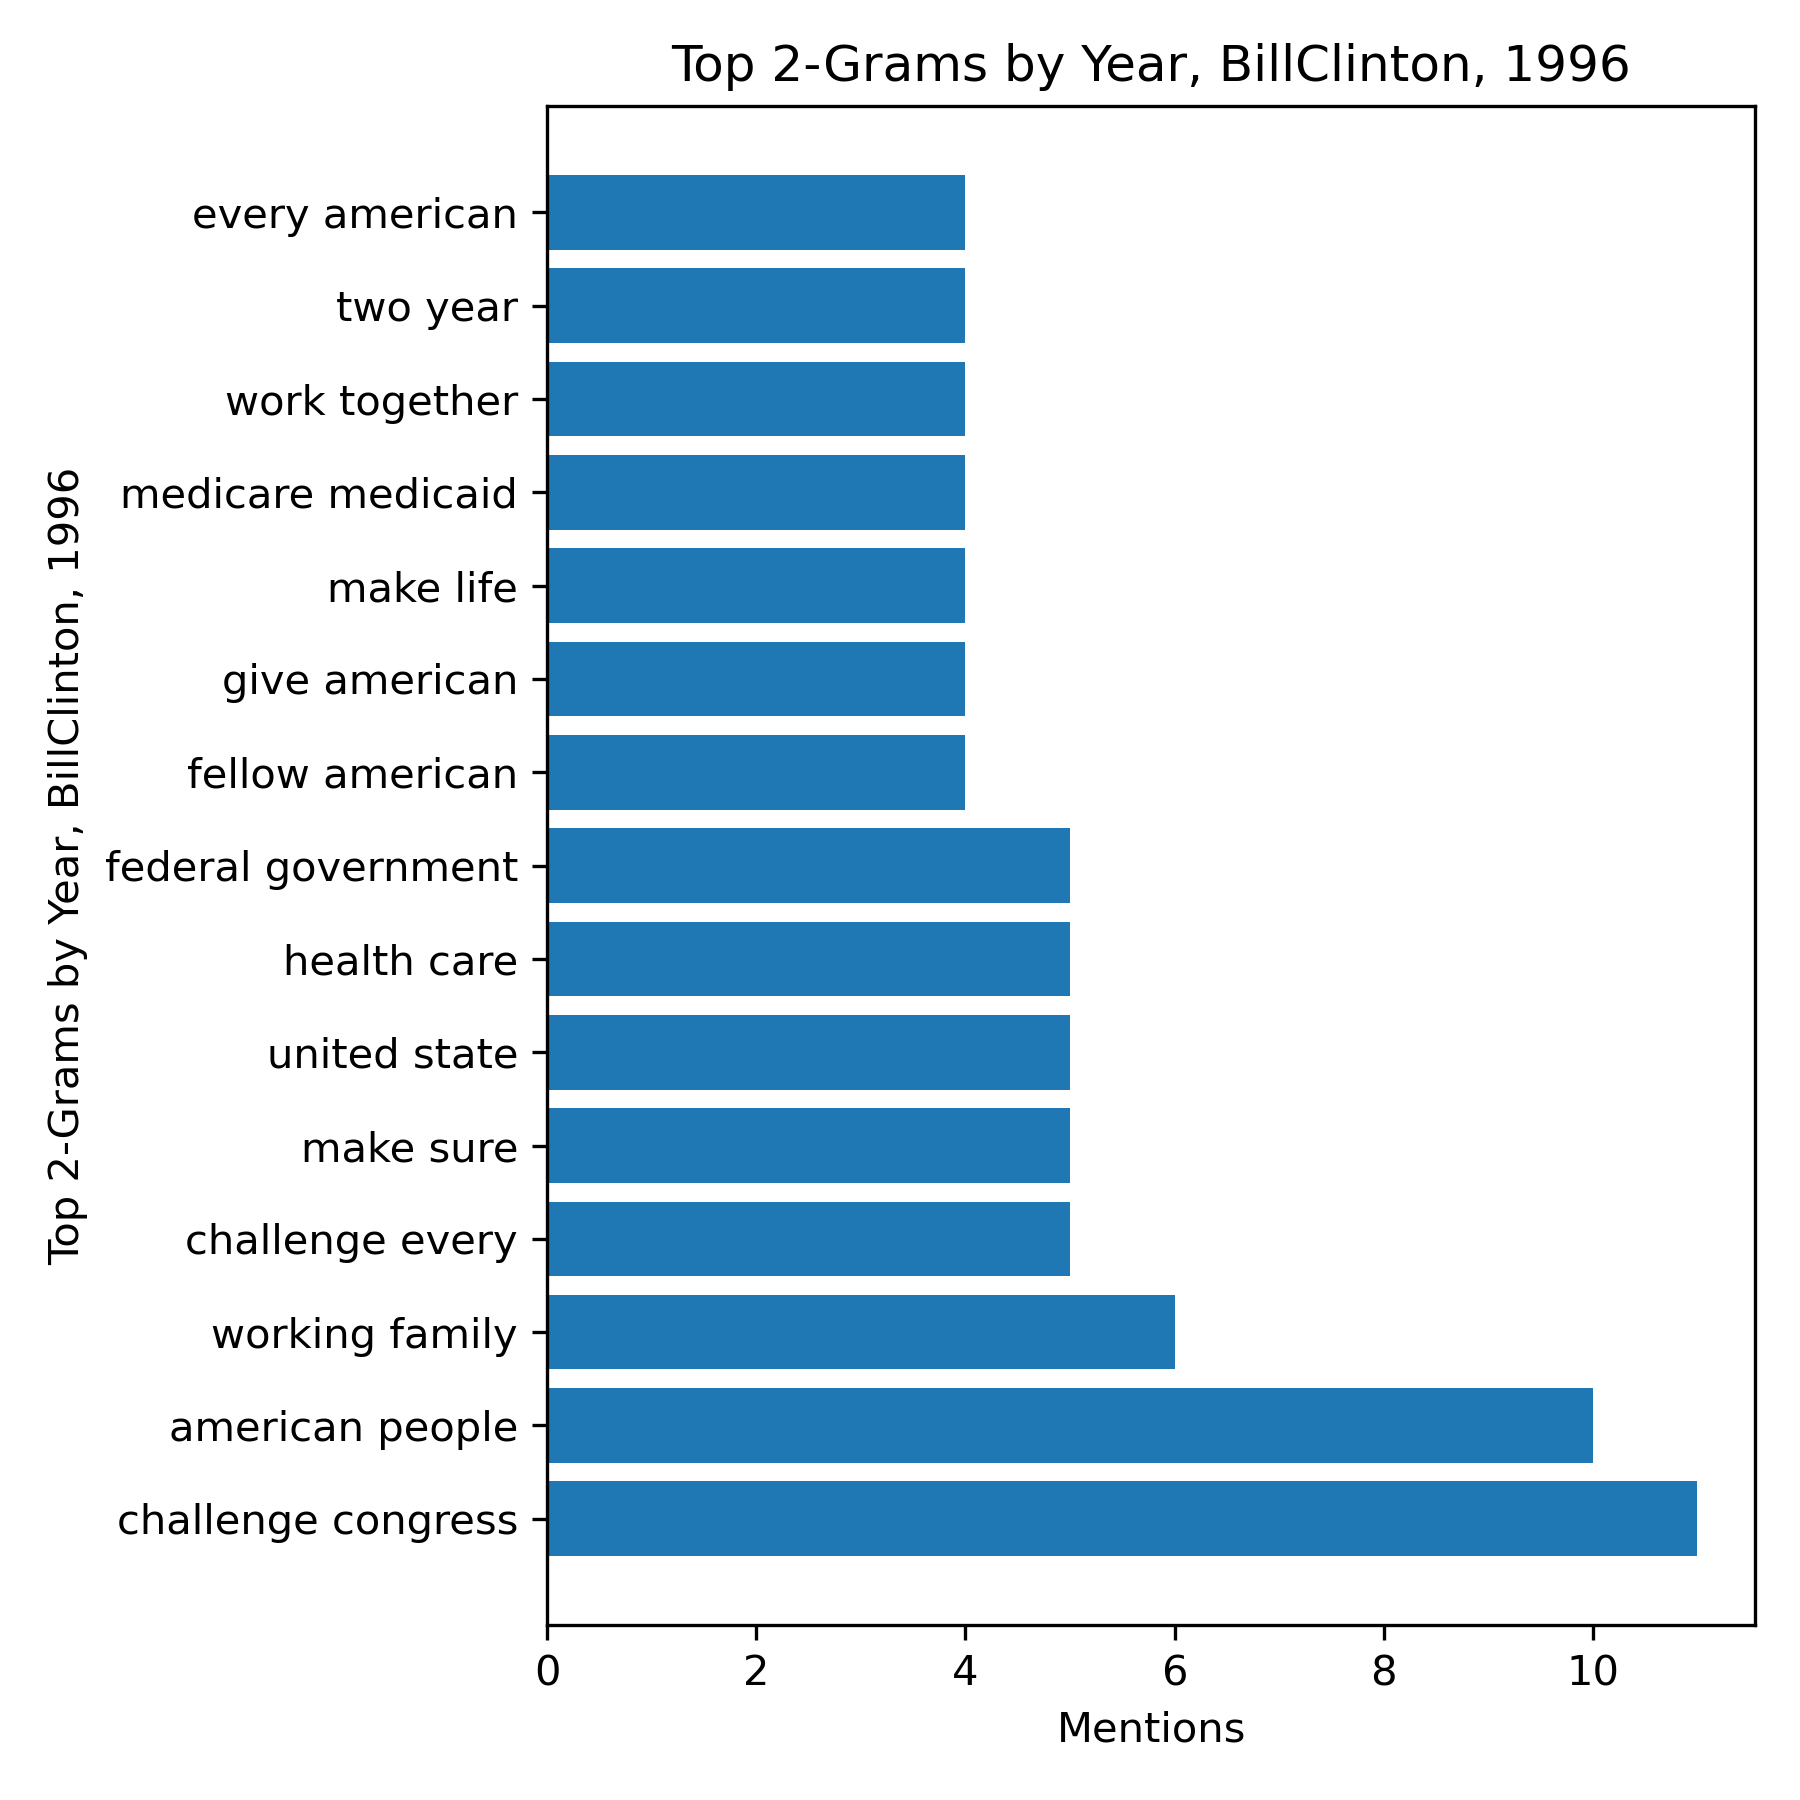 Top 2-Grams by Year, BillClinton, 1996
Top 2-Grams by Year, BillClinton, 1996
every american
two year
work together
medicare medicaid
make life
give american
fellow american
federal government
health care
united state
make sure
challenge every
working family
american people
challenge congress
0 2 4 6 8 10
Mentions